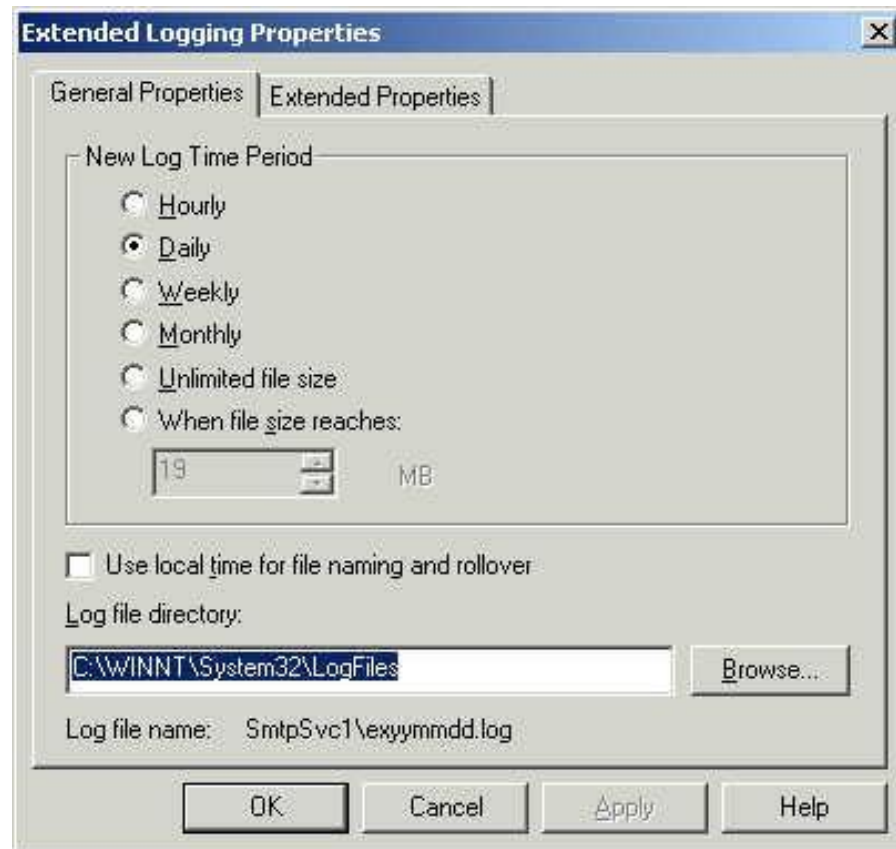 Extended Logging Properties
General Properties
Extended Properties
New Log Time Period
Hourly
Daily
Weekly
Monthly
Unlimited file size
When file size reaches:
19 MB
Use local time for file naming and rollover
Log file directory:
C:\WINNT\System32\LogFiles Browse...
Log file name: SmtpSvc1\exyymmdd.log
OK Cancel Apply Help